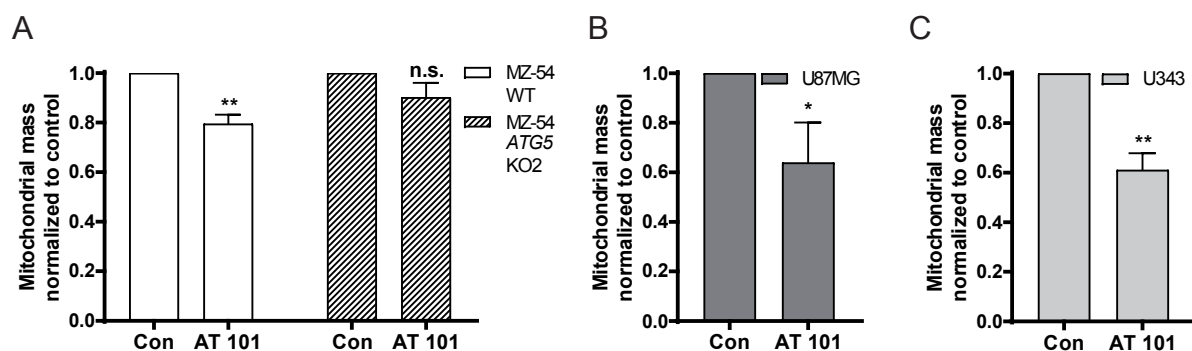 A
Mitochondrial mass
normalized to control
1.0
0.8
0.6
0.4
0.2
0.0
**
n.s.
Con
AT 101
Con
AT 101
MZ-54
WT
MZ-54
ATG5
KO2
B
Mitochondrial mass
normalized to control
1.0
0.8
0.6
0.4
0.2
0.0
*
U87MG
Con
AT 101
C
Mitochondrial mass
normalized to control
1.0
0.8
0.6
0.4
0.2
0.0
**
U343
Con
AT 101